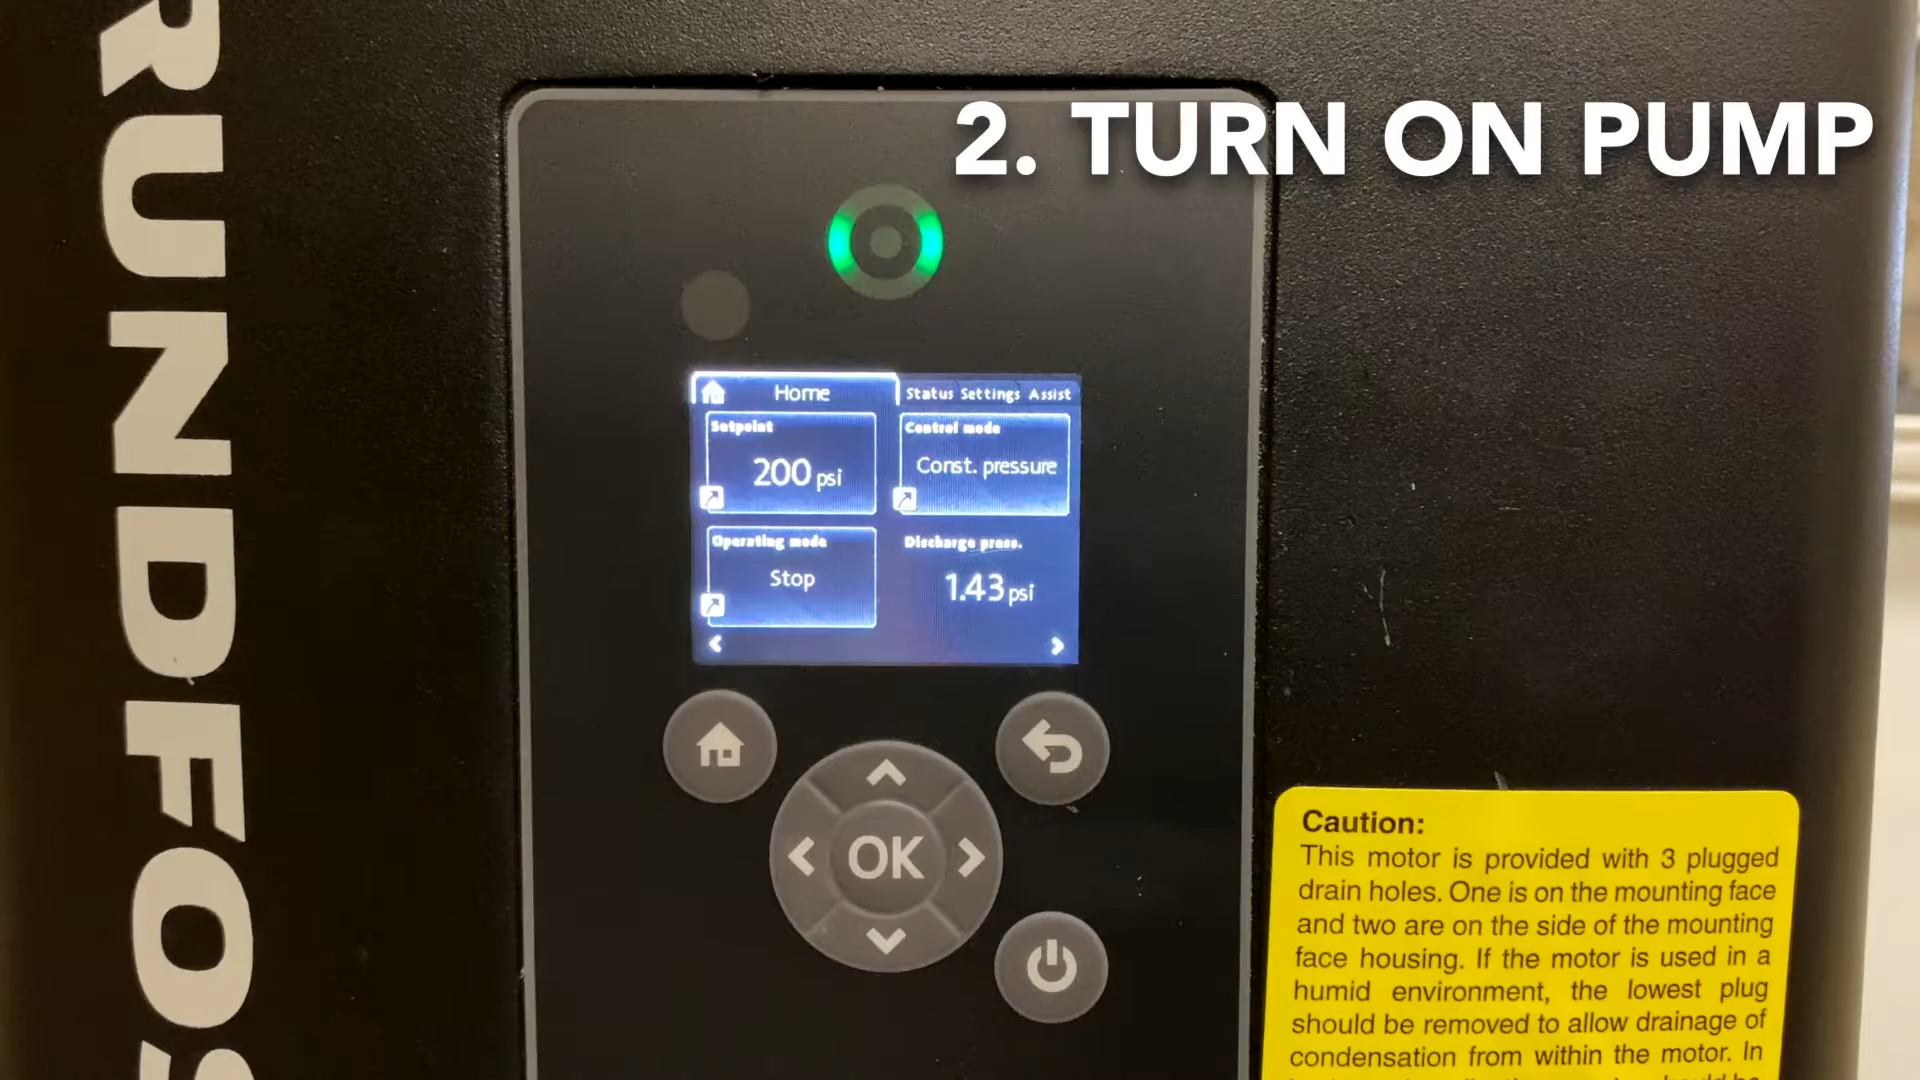 RUNDFOS
2. TURN ON PUMP
Home Status Settings Assist
Setpoint
200 psi
Control mode
Const. pressure
Operating mode
Stop
Discharge press.
1.43 psi
OK
Caution:
This motor is provided with 3 plugged
drain holes. One is on the mounting face
and two are on the side of the mounting
face housing. If the motor is used in a
humid environment, the lowest plug
should be removed to allow drainage of
condensation from within the motor. In